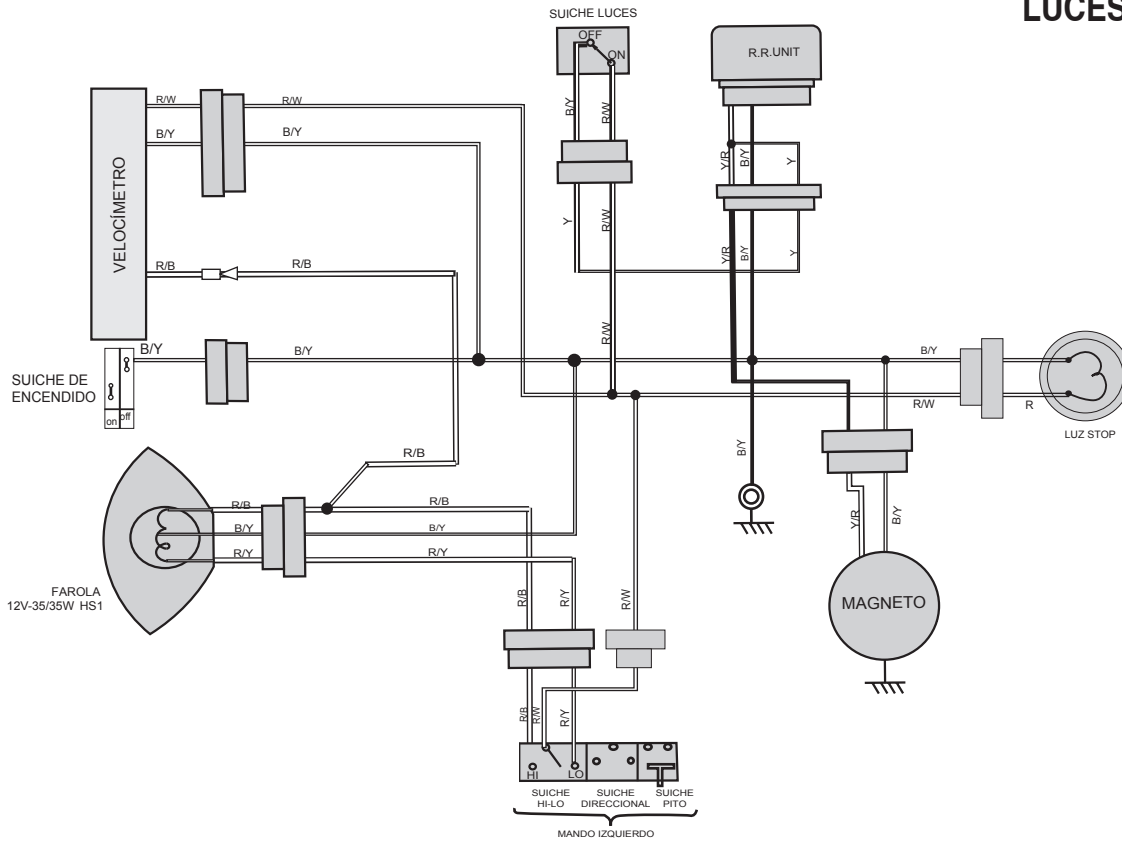 LUCES
SUICHE LUCES
OFF
ON
R.R.UNIT
R/W
R/W
B/Y
B/Y
B/Y
R/W
Y/R
B/Y
Y
VELOCÍMETRO
Y
R/W
Y/R
B/Y
Y
R/B
R/B
R/W
B/Y
B/Y
B/Y
SUICHE DE
ENCENDIDO
on
off
R/W
R
LUZ STOP
R/B
B/Y
R/B
R/B
B/Y
B/Y
R/Y
R/Y
Y/R
B/Y
FAROLA
12V-35/35W HS1
R/B
R/Y
R/W
MAGNETO
R/B
R/W
R/Y
HI
LO
SUICHE
HI-LO
SUICHE
DIRECCIONAL
SUICHE
PITO
MANDO IZQUIERDO